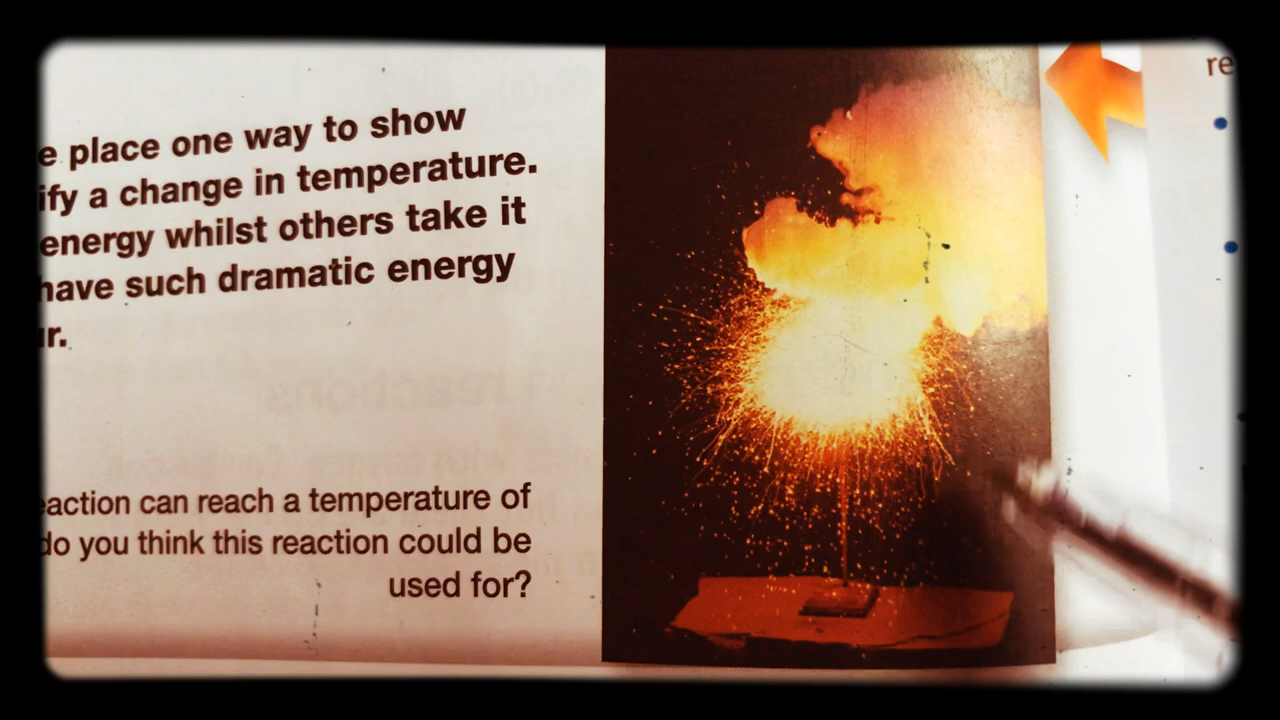 e place one way to show
ify a change in temperature.
energy whilst others take it
have such dramatic energy
ur.
eaction can reach a temperature of
do you think this reaction could be
used for?
re